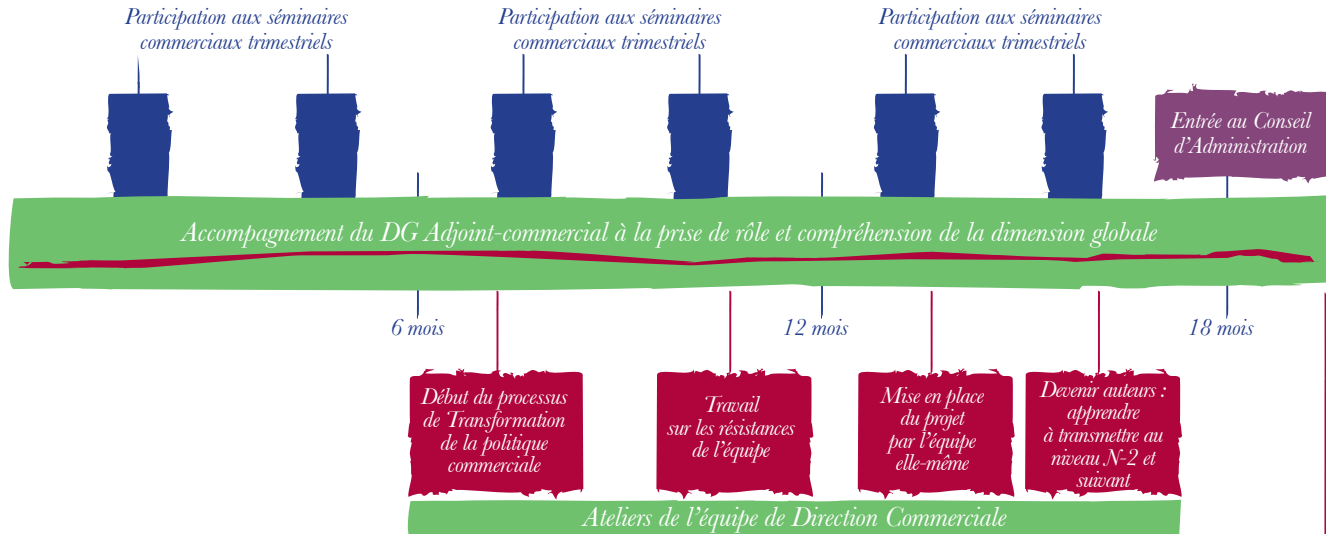 Participation aux séminaires
commerciaux trimestriels
Participation aux séminaires
commerciaux trimestriels
Participation aux séminaires
commerciaux trimestriels
Entrée au Conseil
d'Administration
Accompagnement du DG Adjoint-commercial à la prise de rôle et compréhension de la dimension globale
6 mois
12 mois
18 mois
Début du processus
de Transformation
de la politique
commerciale
Travail
sur les résistances
de l'équipe
Mise en place
du projet
par l'équipe
elle-même
Devenir auteurs :
apprendre
à transmettre au
niveau N-2 et
suivant
Ateliers de l'équipe de Direction Commerciale